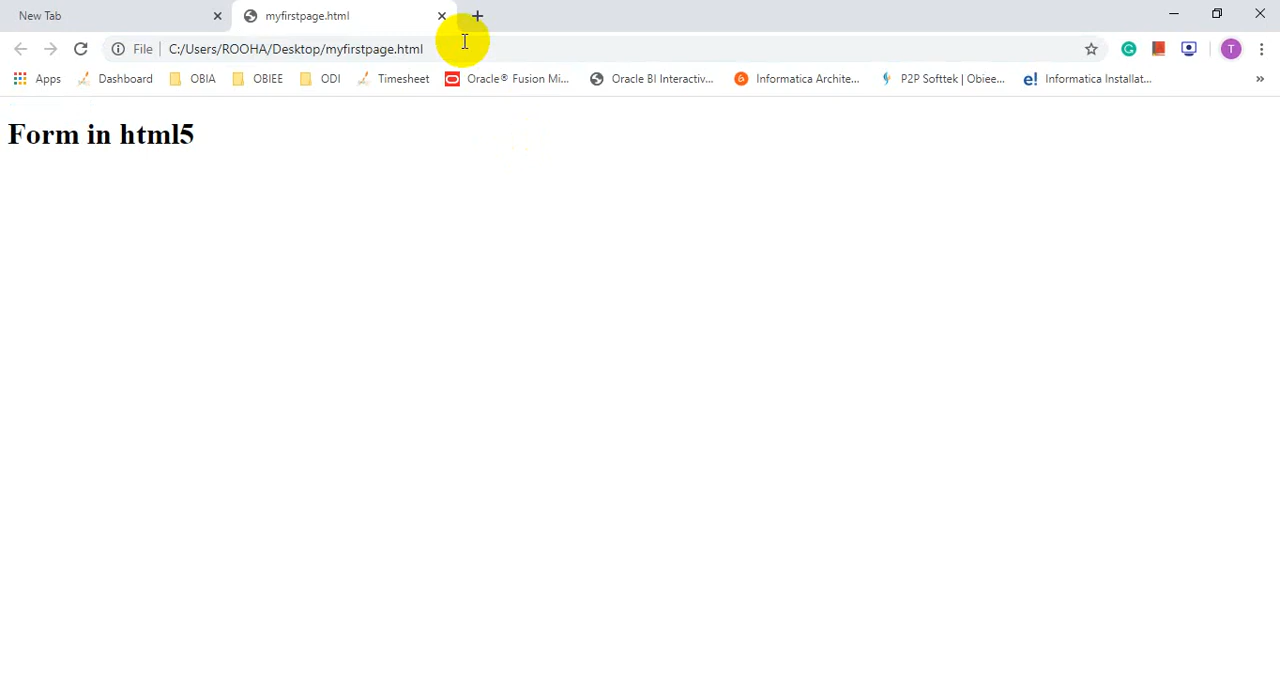 New Tab
myfirstpage.html
File
C:/Users/ROOHA/Desktop/myfirstpage.html
T
Apps
Dashboard
OBIA
OBIEE
ODI
Timesheet
Oracle® Fusion Mi...
Oracle BI Interactiv...
Informatica Archite...
P2P Softtek | Obiee...
e! Informatica Installat...
»
Form in html5